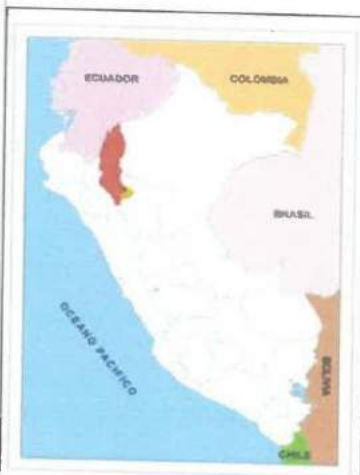 ECUADOR
COLOMBIA
BRASIL
OCEANO PACIFICO
BOLIVIA
CHILE